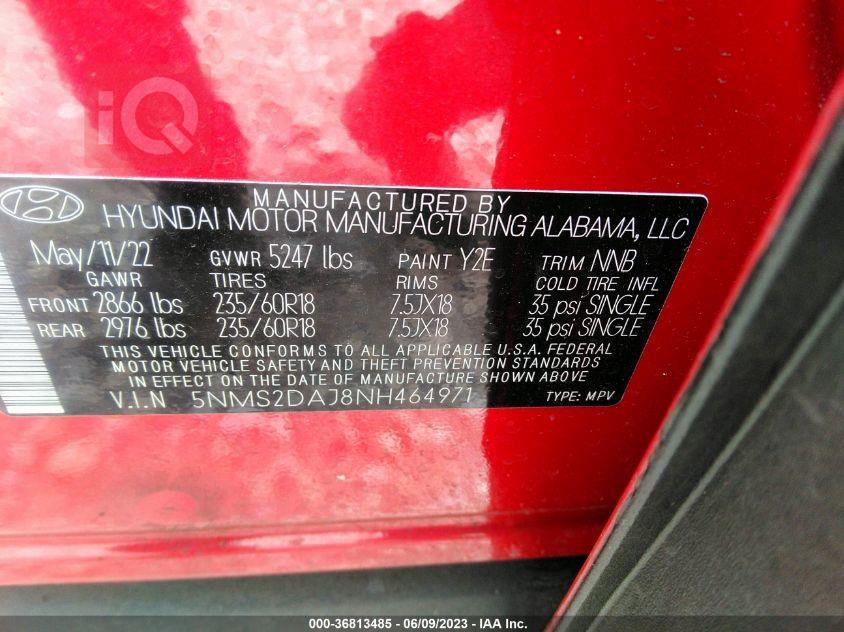 iQ
MANUFACTURED BY
HYUNDAI MOTOR MANUFACTURING ALABAMA, LLC
May/11/22 GVWR 5247 lbs PAINT Y2E TRIM NNB
GAWR TIRES RIMS COLD TIRE INFL
FRONT 2866 lbs 235/60R18 7.5JX18 35 psi SINGLE
REAR 2976 lbs 235/60R18 7.5JX18 35 psi SINGLE
THIS VEHICLE CONFORMS TO ALL APPLICABLE U.S.A. FEDERAL
MOTOR VEHICLE SAFETY AND THEFT PREVENTION STANDARDS
IN EFFECT ON THE DATE OF MANUFACTURE SHOWN ABOVE.
V.I.N 5NMS2DAJ8NH464971 TYPE: MPV
000-36813485 - 06/09/2023 - © IAA Inc.